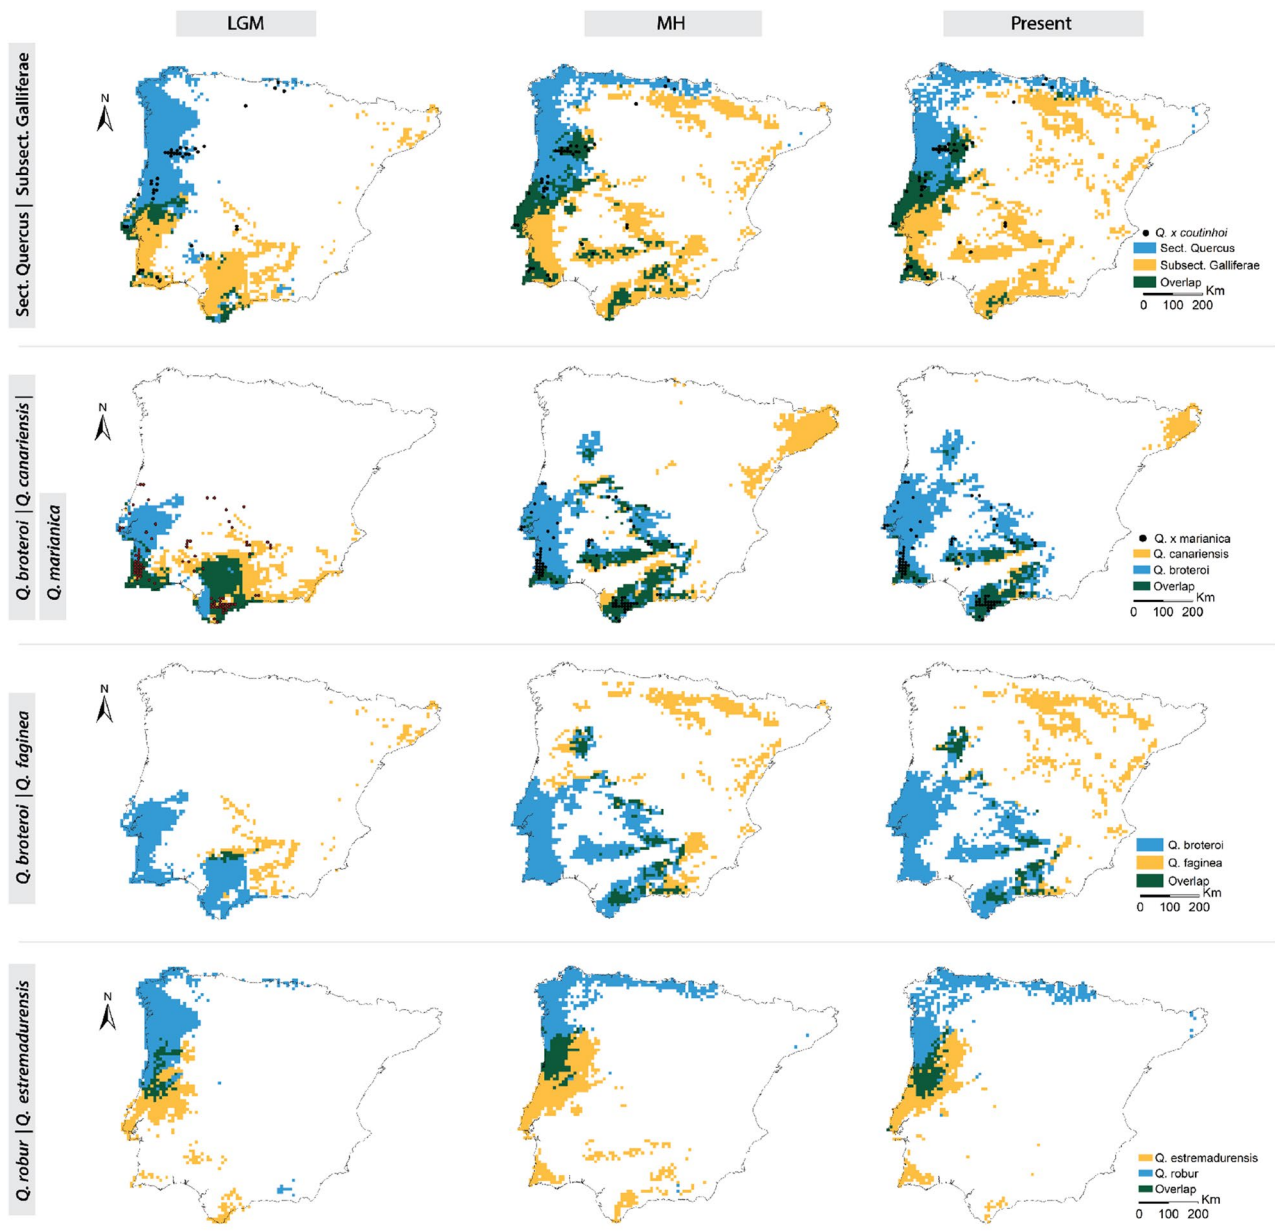 LGM
MH
Present
Sect. Quercus | Subsect. Galliferae
N
Q. x coutinhoi
Sect. Quercus
Subsect. Galliferae
Overlap
Km
0 100 200
Q. broteroi | Q. canariensis |
Q. marianica
N
Q. x marianica
Q. canariensis
Q. broteroi
Overlap
Km
0 100 200
Q. broteroi | Q. faginea
N
Q. broteroi
Q. faginea
Overlap
Km
0 100 200
Q. robur | Q. estremadurensis
N
Q. estremadurensis
Q. robur
Overlap
Km
0 100 200